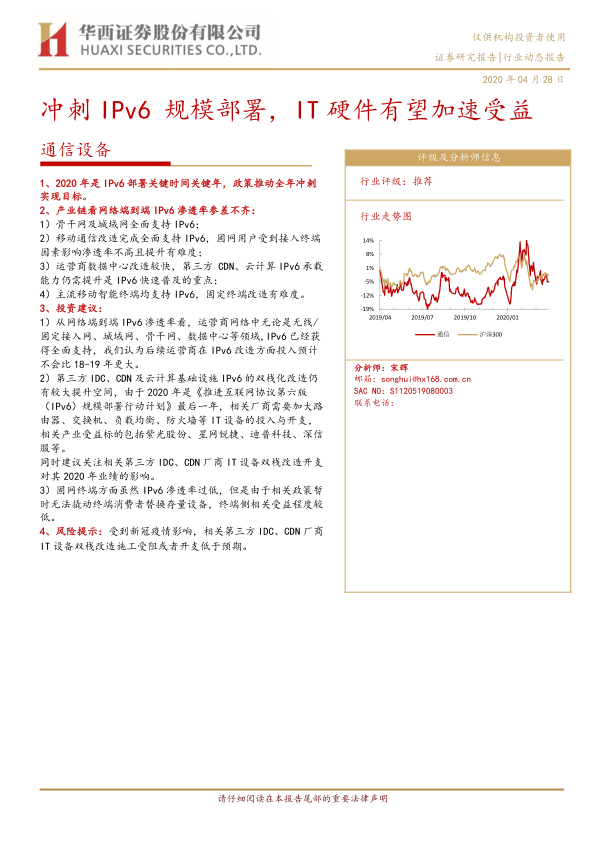 华西证券股份有限公司
HUAXI SECURITIES CO.,LTD.
仅供机构投资者使用
证券研究报告|行业动态报告
2020 年 04 月 28 日
冲刺 IPv6 规模部署，IT 硬件有望加速受益
通信设备
1、2020 年是 IPv6 部署关键时间关键年，政策推动全年冲刺
实现目标。
2、产业链看网络端到端 IPv6 渗透率参差不齐：
1）骨干网及城域网全面支持 IPv6；
2）移动通信改造完成全面支持 IPv6，固网用户受到接入终端
因素影响渗透率不高且提升有难度；
3）运营商数据中心改造较快，第三方 CDN、云计算 IPv6 承载
能力仍需提升是 IPv6 快速普及的重点；
4）主流移动智能终端均支持 IPv6，固定终端改造有难度。
3、投资建议：
1）从网络端到端 IPv6 渗透率看，运营商网络中无论是无线/
固定接入网、城域网、骨干网、数据中心等领域,IPv6 已经获
得全面支持，我们认为后续运营商在 IPv6 改造方面投入预计
不会比 18-19 年更大。
2）第三方 IDC、CDN 及云计算基础设施 IPv6 的双栈化改造仍
有较大提升空间，由于 2020 年是《推进互联网协议第六版
（IPv6）规模部署行动计划》最后一年，相关厂商需要加大路
由器、交换机、负载均衡、防火墙等 IT 设备的投入与开支，
相关产业受益标的包括紫光股份、星网锐捷、迪普科技、深信
服等。
同时建议关注相关第三方 IDC、CDN 厂商 IT 设备双栈改造开支
对其 2020 年业绩的影响。
3）固网终端方面虽然 IPv6 渗透率过低，但是由于相关政策暂
时无法撬动终端消费者替换存量设备，终端侧相关受益程度较
低。
4、风险提示：受到新冠疫情影响，相关第三方 IDC、CDN 厂商
IT 设备双栈改造施工受阻或者开支低于预期。
评级及分析师信息
行业评级：推荐
行业走势图
14%
8%
1%
-5%
-12%
-19%
2019/04 2019/07 2019/10 2020/01
通信 沪深300
分析师：宋辉
邮箱：songhui@hx168.com.cn
SAC NO：S1120519080003
联系电话：
请仔细阅读在本报告尾部的重要法律声明